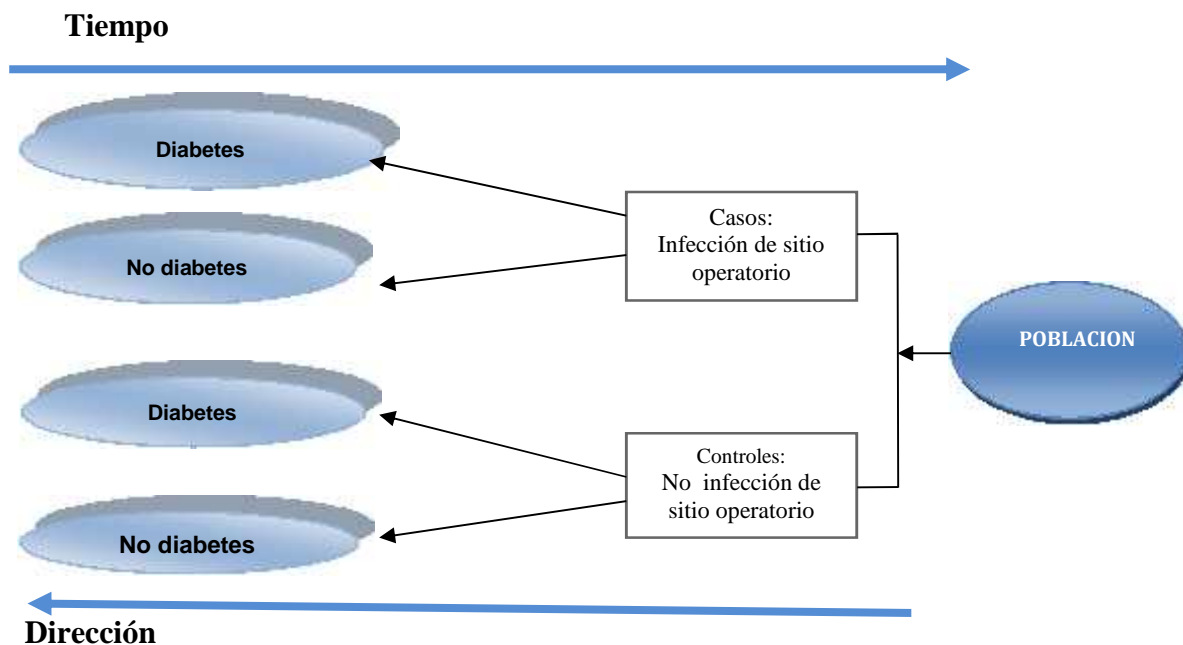 Tiempo
Diabetes
Casos:
Infección de sitio
operatorio
No diabetes
POBLACION
Diabetes
Controles:
No infección de
sitio operatorio
No diabetes
Dirección